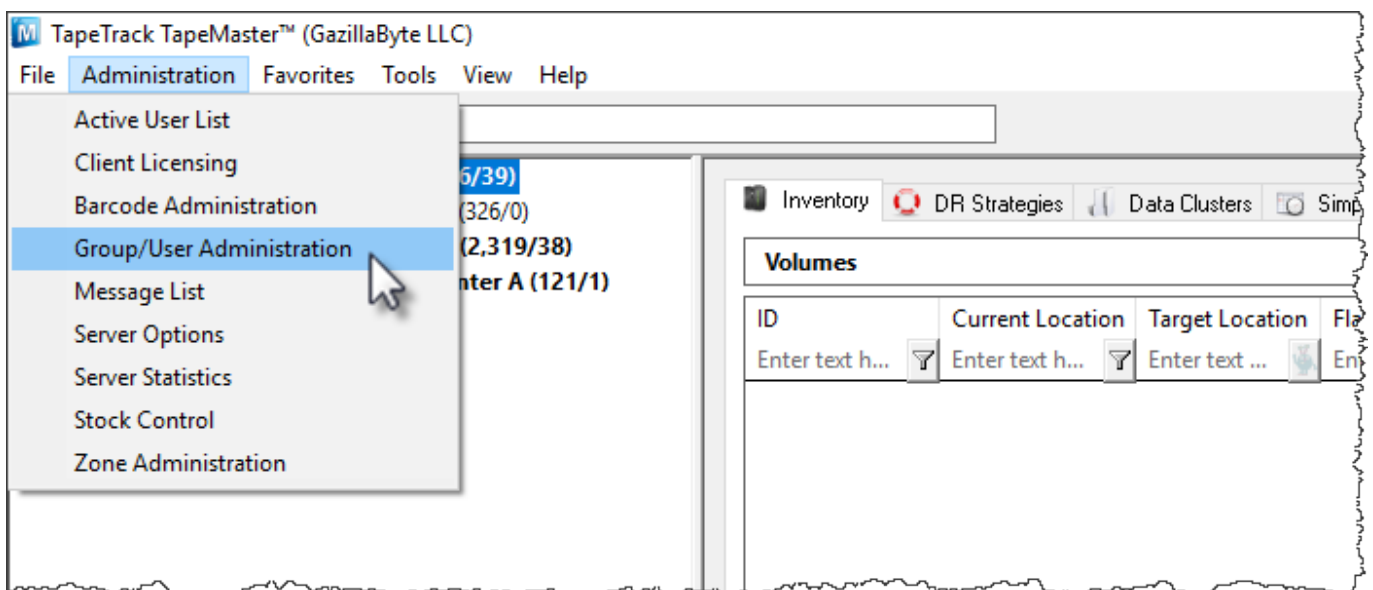 TapeTrack TapeMaster™ (GazillaByte LLC)
File Administration Favorites Tools View Help
Active User List
Client Licensing
Barcode Administration
Group/User Administration
Message List
Server Options
Server Statistics
Stock Control
Zone Administration
6/39)
(326/0)
(2,319/38)
nter A (121/1)
Inventory DR Strategies Data Clusters Simp
Volumes
ID Current Location Target Location Fla
Enter text h... Enter text h... Enter text ... En